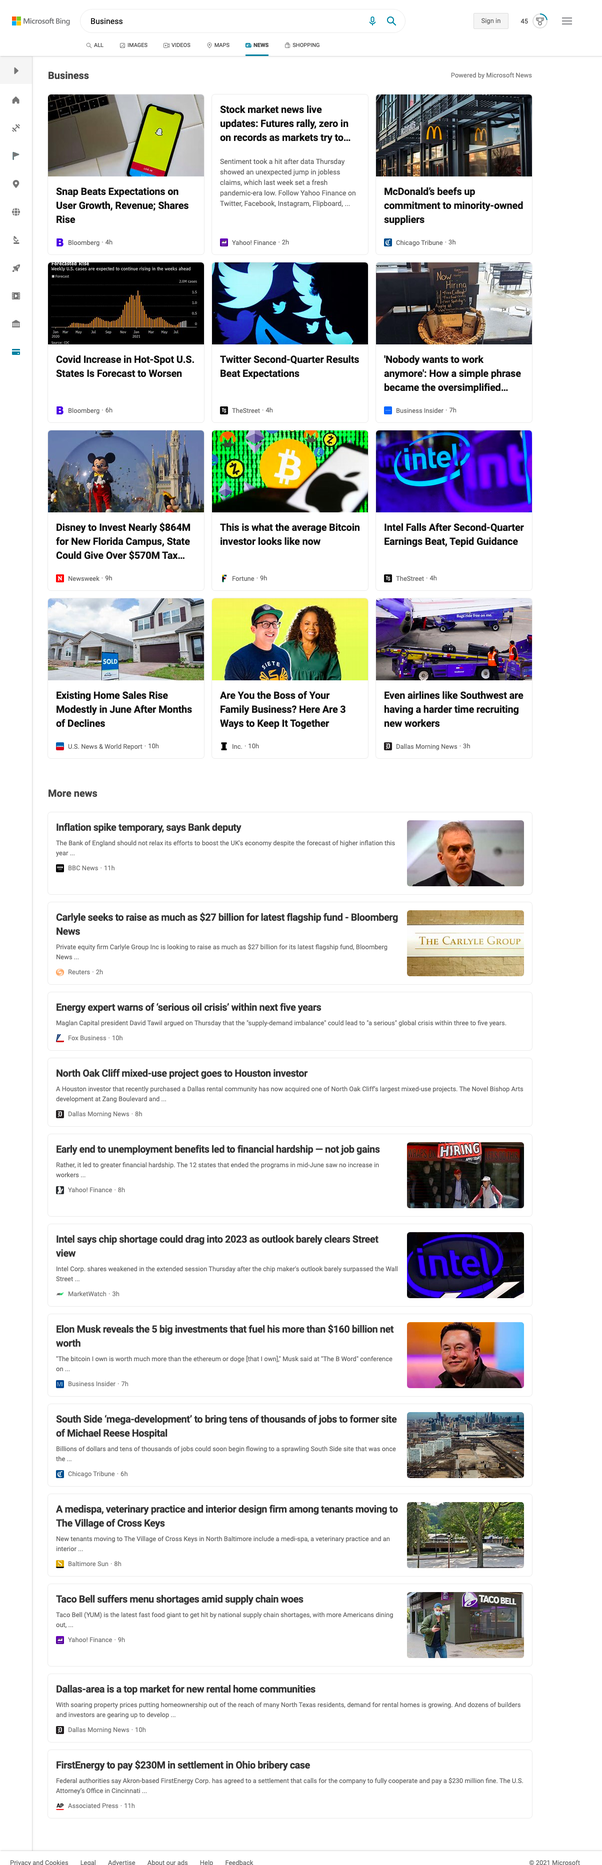 Microsoft Bing
Business
Sign in
45
ALL
IMAGES
VIDEOS
MAPS
NEWS
SHOPPING
Business
Powered by Microsoft News
Snap Beats Expectations on
User Growth, Revenue; Shares
Rise
Bloomberg · 4h
Stock market news live
updates: Futures rally, zero in
on records as markets try to...
Sentiment took a hit after data Thursday
showed an unexpected jump in jobless
claims, which last week set a fresh
pandemic-era low. Follow Yahoo Finance on
Twitter, Facebook, Instagram, Flipboard, ...
Yahoo! Finance · 2h
McDonald's beefs up
commitment to minority-owned
suppliers
Chicago Tribune · 3h
Forecasted Rise
Weekly U.S. cases are expected to continue rising in the weeks ahead
Covid Increase in Hot-Spot U.S.
States Is Forecast to Worsen
Bloomberg · 6h
Twitter Second-Quarter Results
Beat Expectations
TheStreet · 4h
Now
Hiring
'Nobody wants to work
anymore': How a simple phrase
became the oversimplified...
Business Insider · 7h
Disney to Invest Nearly $864M
for New Florida Campus, State
Could Give Over $570M Tax...
Newsweek · 9h
This is what the average Bitcoin
investor looks like now
Fortune · 9h
intel
int
Intel Falls After Second-Quarter
Earnings Beat, Tepid Guidance
TheStreet · 4h
SOLD
Existing Home Sales Rise
Modestly in June After Months
of Declines
U.S. News & World Report · 10h
SIETE
Are You the Boss of Your
Family Business? Here Are 3
Ways to Keep It Together
Inc. · 10h
Bags ride free on us.
Even airlines like Southwest are
having a harder time recruiting
new workers
Dallas Morning News · 3h
More news
Inflation spike temporary, says Bank deputy
The Bank of England should not relax its efforts to boost the UK's economy despite the forecast of higher inflation this
year ...
BBC News · 11h
Carlyle seeks to raise as much as $27 billion for latest flagship fund - Bloomberg
News
Private equity firm Carlyle Group Inc is looking to raise as much as $27 billion for its latest flagship fund, Bloomberg
News ...
Reuters · 2h
THE CARLYLE GROUP
Energy expert warns of 'serious oil crisis' within next five years
Maglan Capital president David Tawil argued on Thursday that the "supply-demand imbalance" could lead to "a serious" global crisis within three to five years.
Fox Business · 10h
North Oak Cliff mixed-use project goes to Houston investor
A Houston investor that recently purchased a Dallas rental community has now acquired one of North Oak Cliff's largest mixed-use projects. The Novel Bishop Arts
development at Zang Boulevard and ...
Dallas Morning News · 8h
Early end to unemployment benefits led to financial hardship — not job gains
Rather, it led to greater financial hardship. The 12 states that ended the programs in mid-June saw no increase in
workers ...
Yahoo! Finance · 8h
HIRING
Intel says chip shortage could drag into 2023 as outlook barely clears Street
view
Intel Corp. shares weakened in the extended session Thursday after the chip maker's outlook barely surpassed the Wall
Street ...
MarketWatch · 3h
intel
Elon Musk reveals the 5 big investments that fuel his more than $160 billion net
worth
"The bitcoin I own is worth much more than the ethereum or doge [that I own]," Musk said at "The B Word" conference
on ...
Business Insider · 7h
South Side 'mega-development' to bring tens of thousands of jobs to former site
of Michael Reese Hospital
Billions of dollars and tens of thousands of jobs could soon begin flowing to a sprawling South Side site that was once
the ...
Chicago Tribune · 6h
A medispa, veterinary practice and interior design firm among tenants moving to
The Village of Cross Keys
New tenants moving to The Village of Cross Keys in North Baltimore include a medi-spa, a veterinary practice and an
interior ...
Baltimore Sun · 8h
Taco Bell suffers menu shortages amid supply chain woes
Taco Bell (YUM) is the latest fast food giant to get hit by national supply chain shortages, with more Americans dining
out, ...
Yahoo! Finance · 9h
TACO BELL
Dallas-area is a top market for new rental home communities
With soaring property prices putting homeownership out of the reach of many North Texas residents, demand for rental homes is growing. And dozens of builders
and investors are gearing up to develop ...
Dallas Morning News · 10h
FirstEnergy to pay $230M in settlement in Ohio bribery case
Federal authorities say Akron-based FirstEnergy Corp. has agreed to a settlement that calls for the company to fully cooperate and pay a $230 million fine. The U.S.
Attorney's Office in Cincinnati ...
AP
Associated Press · 11h
Privacy and Cookies
Legal
Advertise
About our ads
Help
Feedback
© 2021 Microsoft